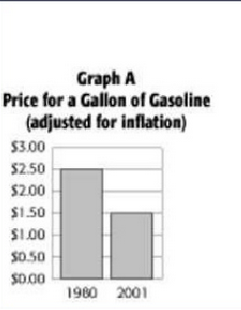 Graph A
Price for a Gallon of Gasoline
(adjusted for inflation)
$3.00
$2.50
$2.00
$1.50
$1.00
$0.50
$0.00
1980 2001